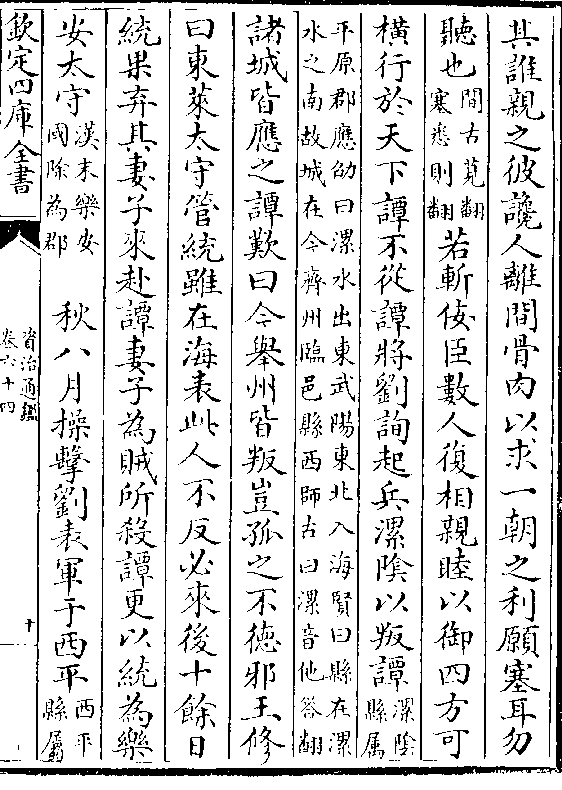 其誰親之彼讒人離間骨肉以求一朝之利願塞耳勿
聽也間古莧翻塞悉則翻若斬佞臣數人復相親睦以御四方可
橫行於天下譚不從譚將劉詢起兵漯陰以叛譚漯陰縣屬
平原郡應劭曰漯水出東武陽東北入海賢曰縣在漯
水之南故城在今齊州臨邑縣西師古曰漯音他答翻
諸城皆應之譚歎曰今舉州皆叛豈孤之不德邪王修
曰東萊太守管統雖在海表此人不反必來後十餘日
統果弃其妻子來赴譚妻子為賊所殺譚更以統為樂
安太守漢末樂安國除為郡 秋八月操擊劉表軍于西平西平縣屬
欽定四庫全書
資治通鑑
卷六十四
十